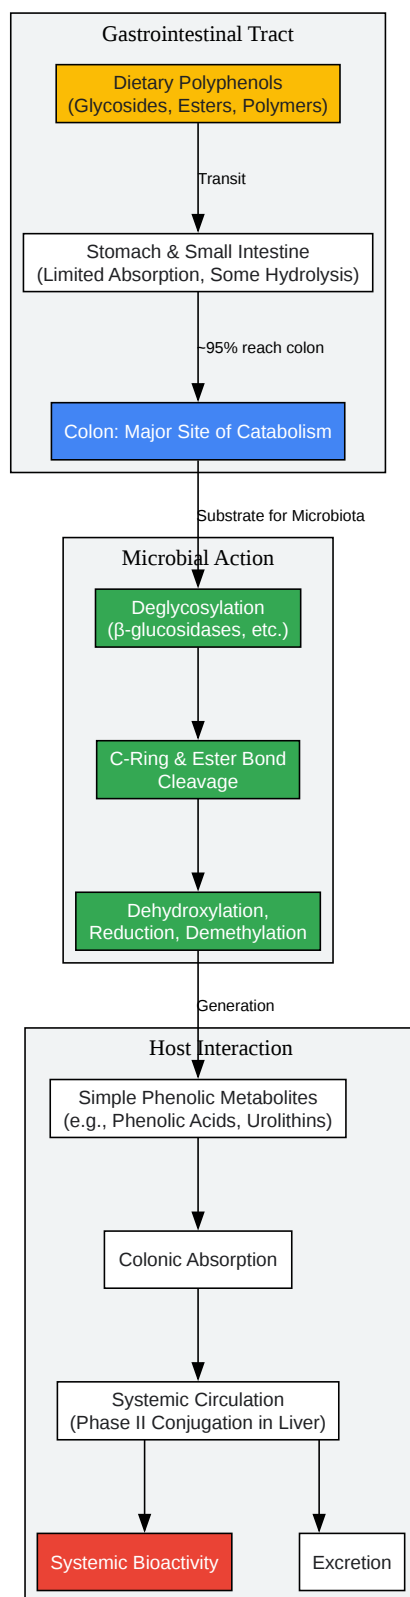 Gastrointestinal Tract
Dietary Polyphenols
(Glycosides, Esters, Polymers)
Transit
Stomach & Small Intestine
(Limited Absorption, Some Hydrolysis)
~95% reach colon
Colon: Major Site of Catabolism
Substrate for Microbiota
Microbial Action
Deglycosylation
(β-glucosidases, etc.)
C-Ring & Ester Bond
Cleavage
Dehydroxylation,
Reduction, Demethylation
Generation
Host Interaction
Simple Phenolic Metabolites
(e.g., Phenolic Acids, Urolithins)
Colonic Absorption
Systemic Circulation
(Phase II Conjugation in Liver)
Systemic Bioactivity
Excretion